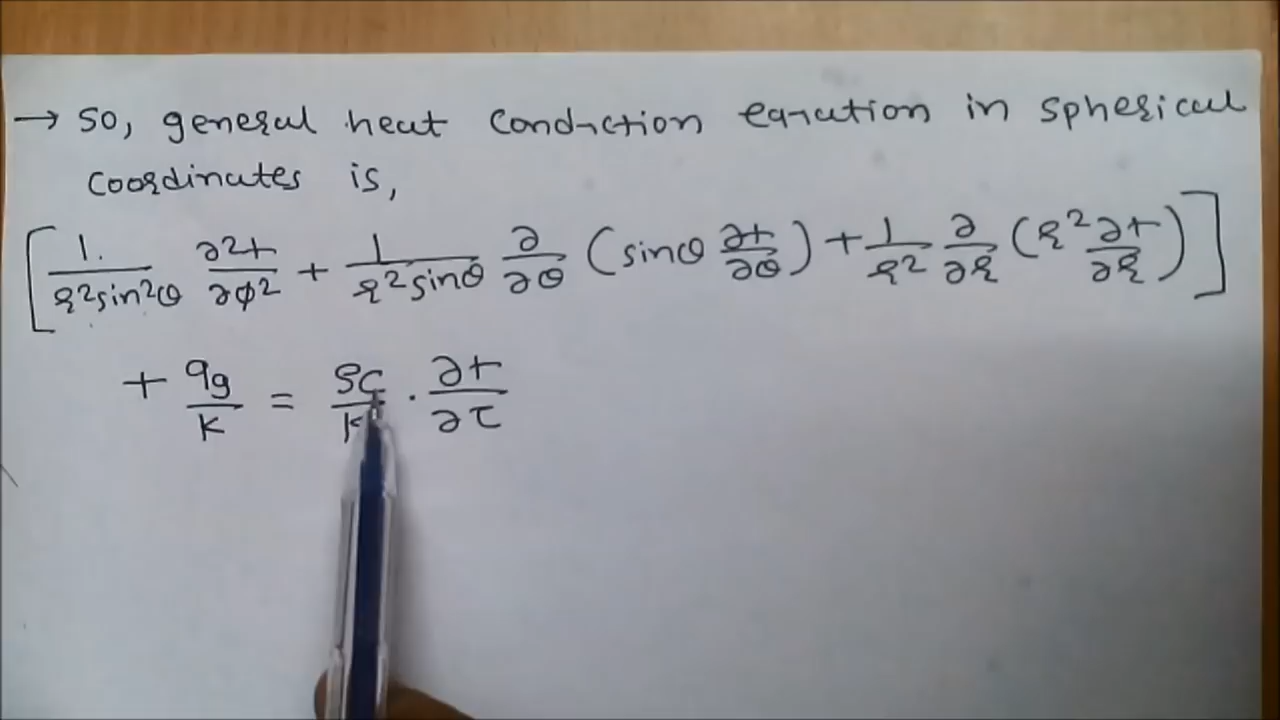 → So, general heat conduction equation in spherical
coordinates is,
[ 1/(r² sin²θ) ∂²t/∂φ² + 1/(r² sinθ) ∂/∂θ (sinθ ∂t/∂θ) + 1/r² ∂/∂r (r² ∂t/∂r) ]
+ qg/k = ρc/k · ∂t/∂τ